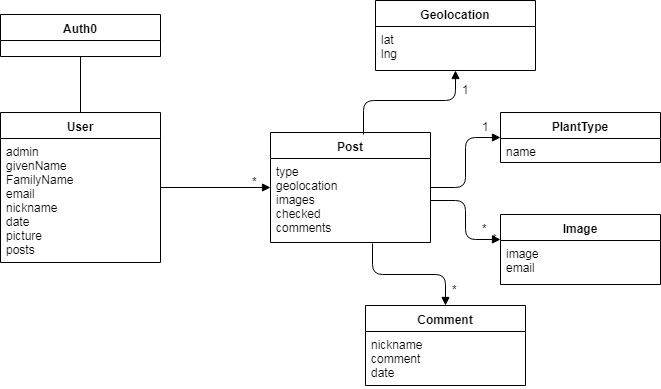 Auth0
User
admin
givenName
FamilyName
email
nickname
date
picture
posts
*
Post
type
geolocation
images
checked
comments
Geolocation
lat
lng
1
PlantType
name
1
Image
image
email
*
Comment
nickname
comment
date
*